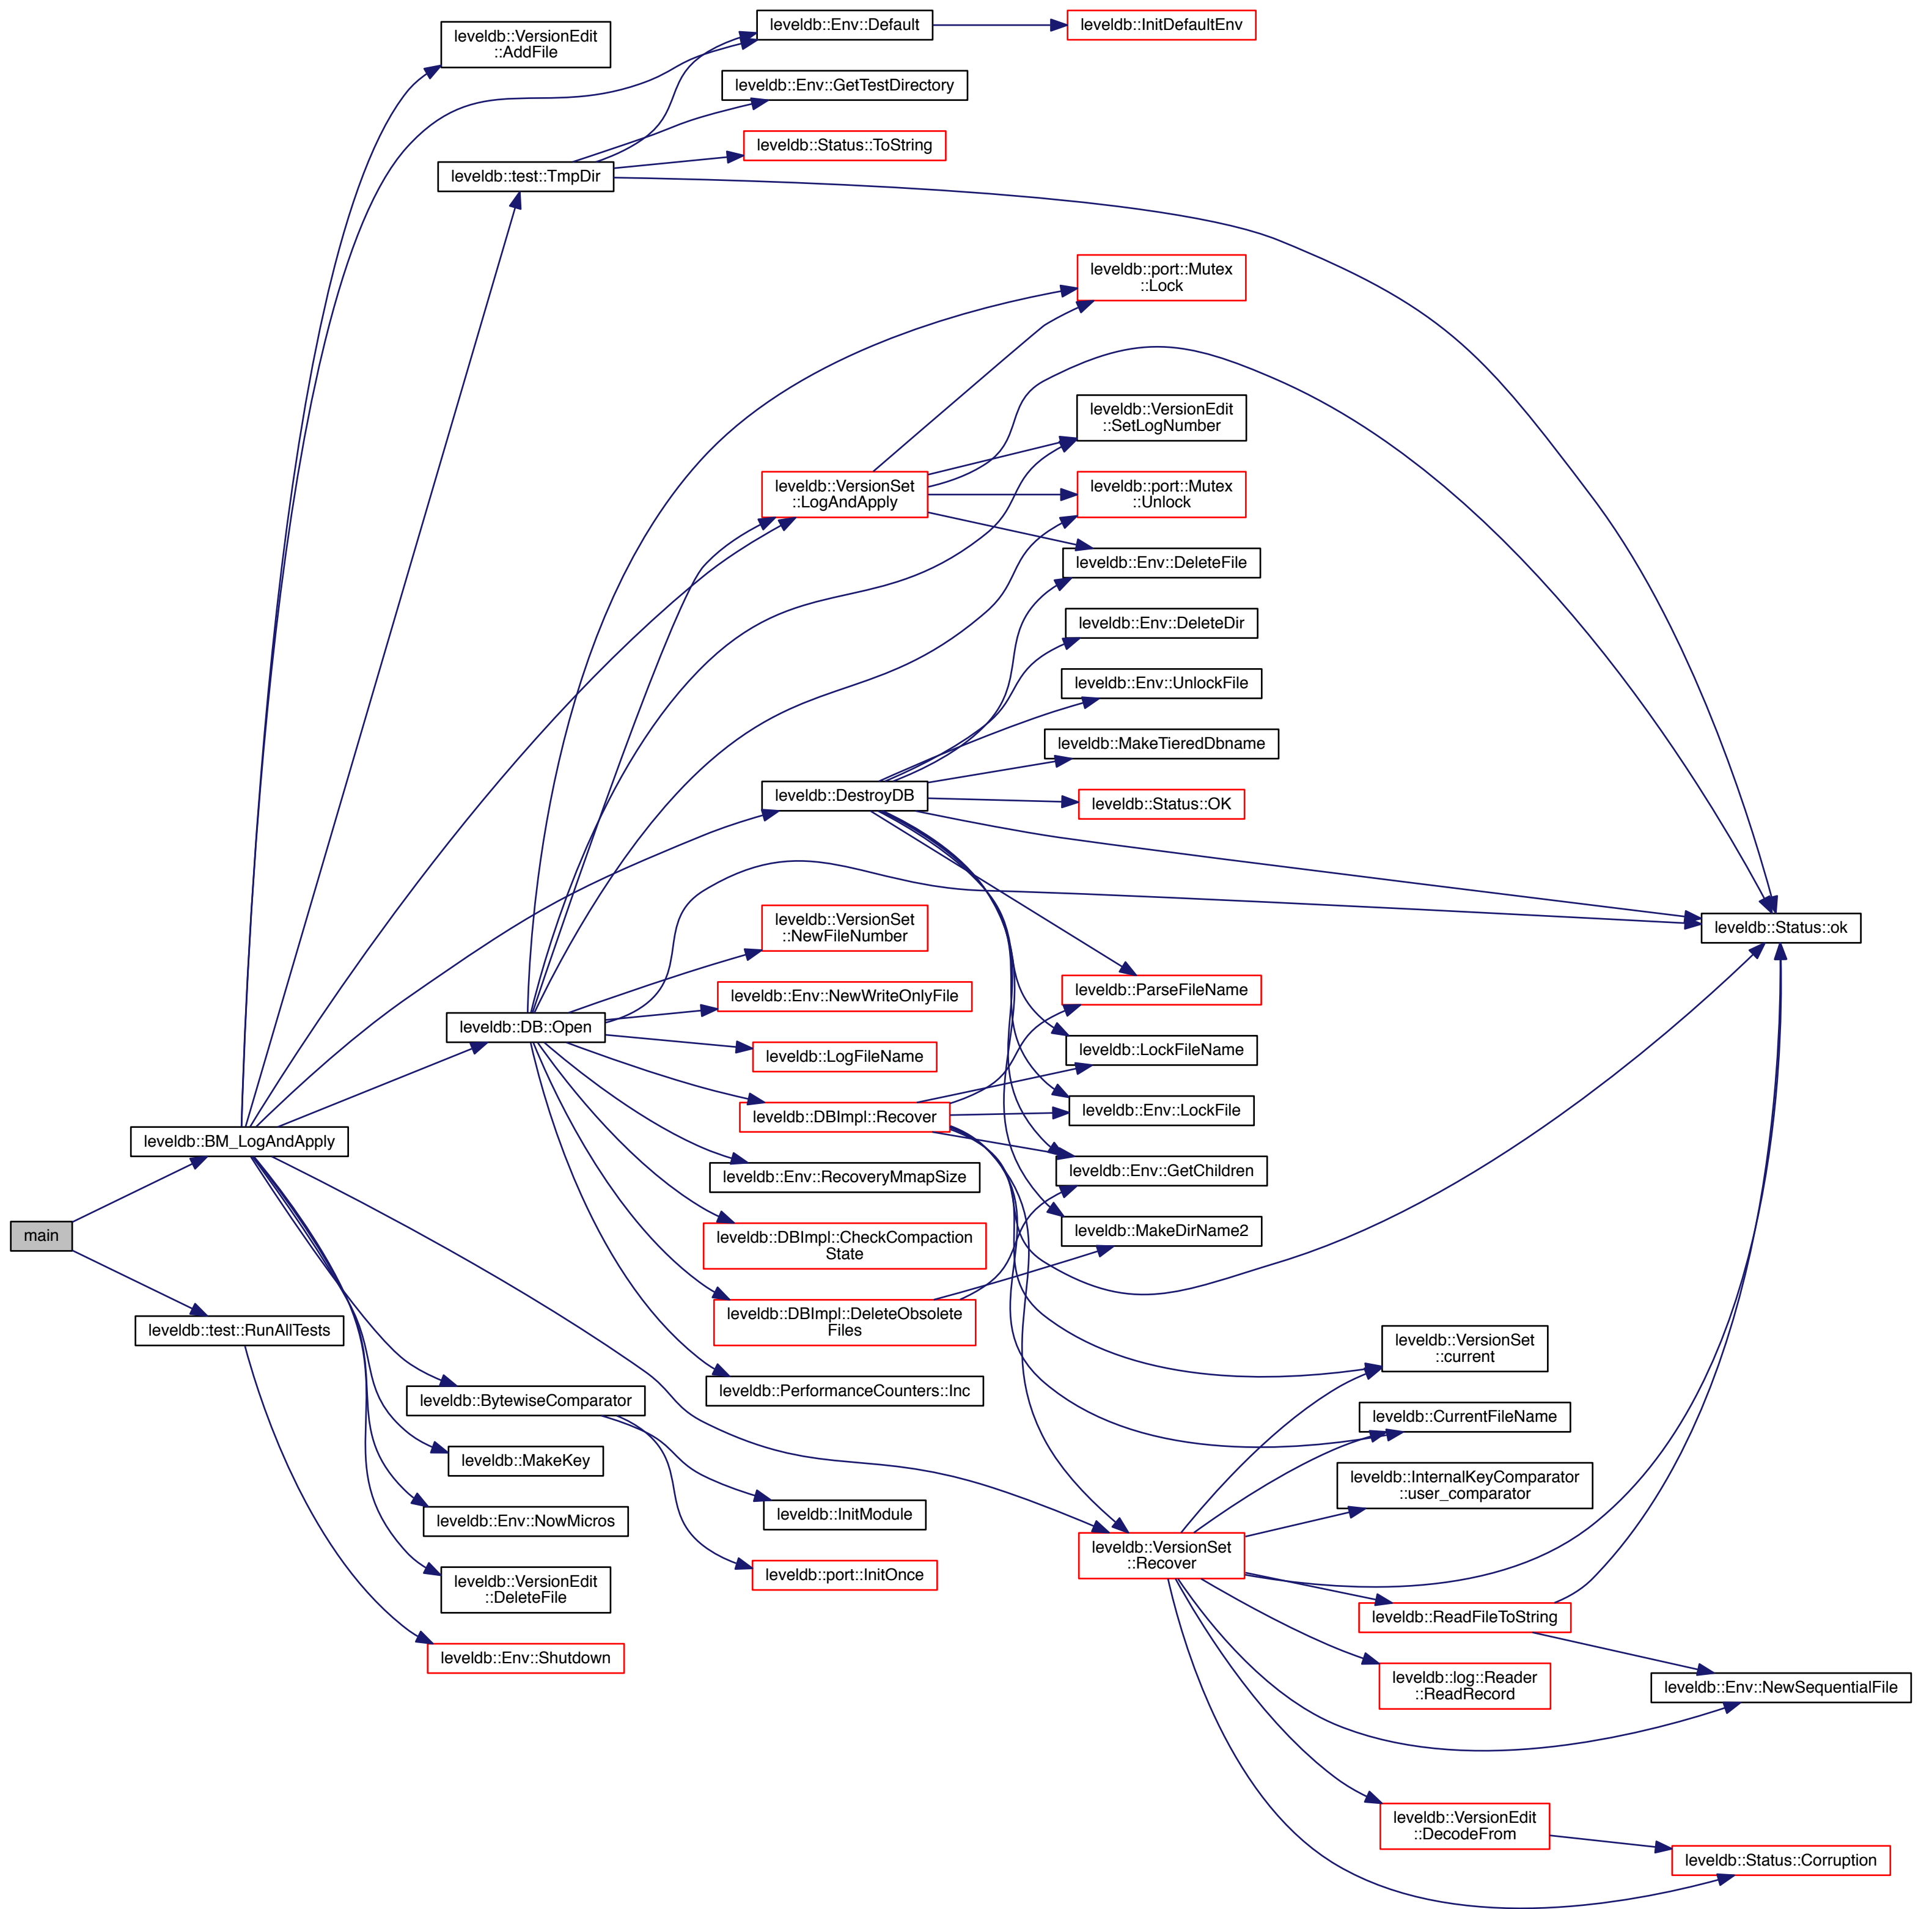 main
leveldb::BM_LogAndApply
leveldb::test::RunAllTests
leveldb::VersionEdit
::AddFile
leveldb::test::TmpDir
leveldb::DB::Open
leveldb::BytewiseComparator
leveldb::MakeKey
leveldb::Env::NowMicros
leveldb::VersionEdit
::DeleteFile
leveldb::Env::Shutdown
leveldb::Env::Default
leveldb::Env::GetTestDirectory
leveldb::Status::ToString
leveldb::VersionSet
::LogAndApply
leveldb::DestroyDB
leveldb::VersionSet
::NewFileNumber
leveldb::Env::NewWriteOnlyFile
leveldb::LogFileName
leveldb::DBImpl::Recover
leveldb::Env::RecoveryMmapSize
leveldb::DBImpl::CheckCompaction
State
leveldb::DBImpl::DeleteObsolete
Files
leveldb::PerformanceCounters::Inc
leveldb::InitModule
leveldb::port::InitOnce
leveldb::InitDefaultEnv
leveldb::port::Mutex
::Lock
leveldb::VersionEdit
::SetLogNumber
leveldb::port::Mutex
::Unlock
leveldb::Env::DeleteFile
leveldb::Env::DeleteDir
leveldb::Env::UnlockFile
leveldb::MakeTieredDbname
leveldb::Status::OK
leveldb::ParseFileName
leveldb::LockFileName
leveldb::Env::LockFile
leveldb::Env::GetChildren
leveldb::MakeDirName2
leveldb::VersionSet
::Recover
leveldb::VersionSet
::current
leveldb::CurrentFileName
leveldb::InternalKeyComparator
::user_comparator
leveldb::ReadFileToString
leveldb::log::Reader
::ReadRecord
leveldb::VersionEdit
::DecodeFrom
leveldb::Status::ok
leveldb::Env::NewSequentialFile
leveldb::Status::Corruption